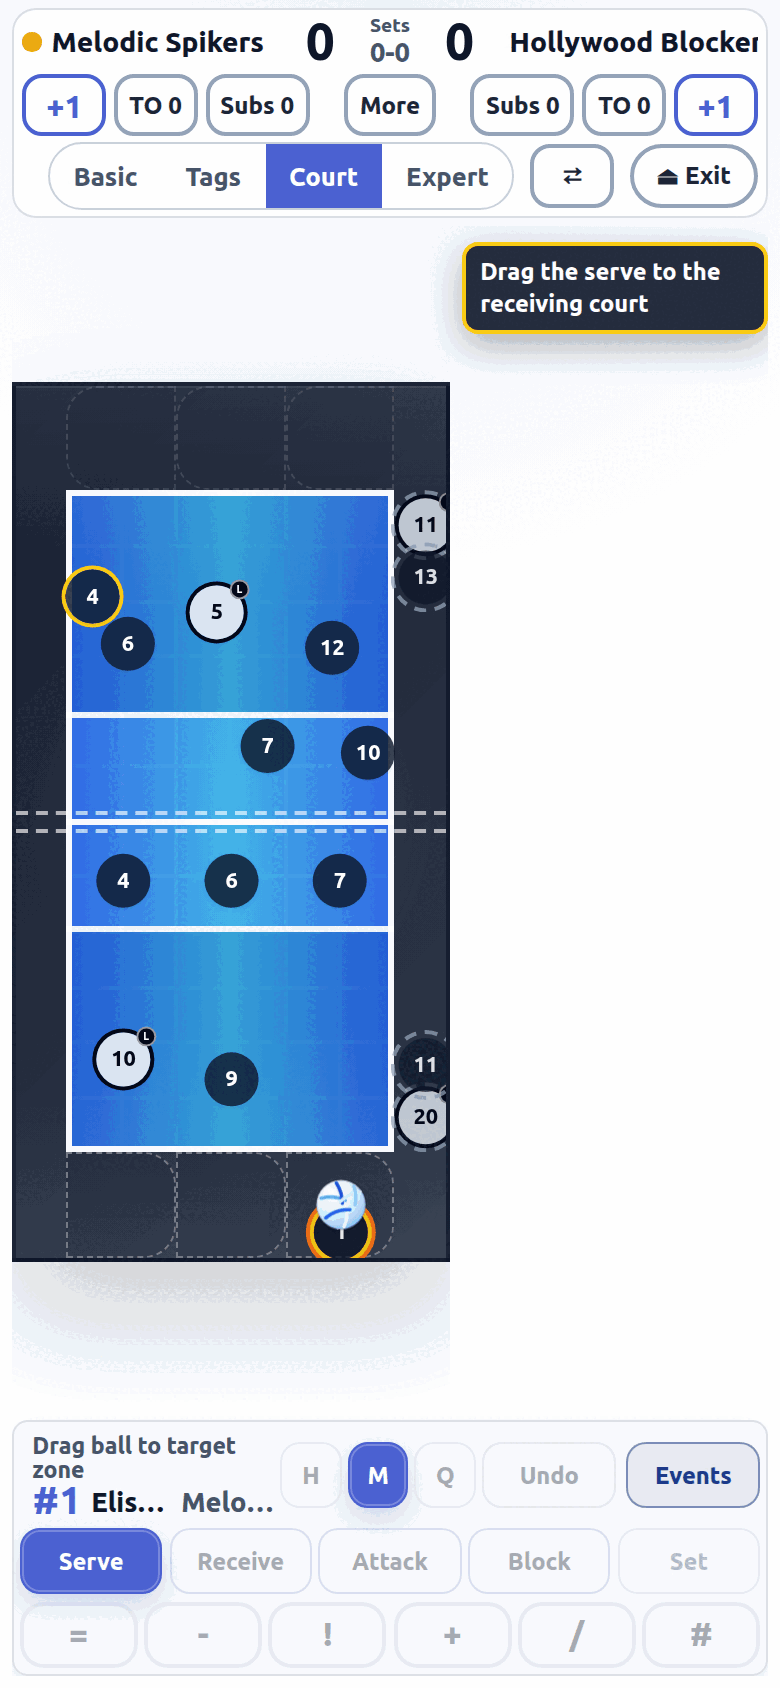 Melodic Spikers 0 Sets 0-0 0 Hollywood Blocker
+1 TO 0 Subs 0 More Subs 0 TO 0 +1
Basic Tags Court Expert ⇄ ⏏ Exit
Drag the serve to the
receiving court
11
13
4
5 L
6
12
7
10
4 6 7
10 L
9
11
20
Drag ball to target
zone
#1 Elis... Melo...
H M Q Undo Events
Serve Receive Attack Block Set
= - ! + / #